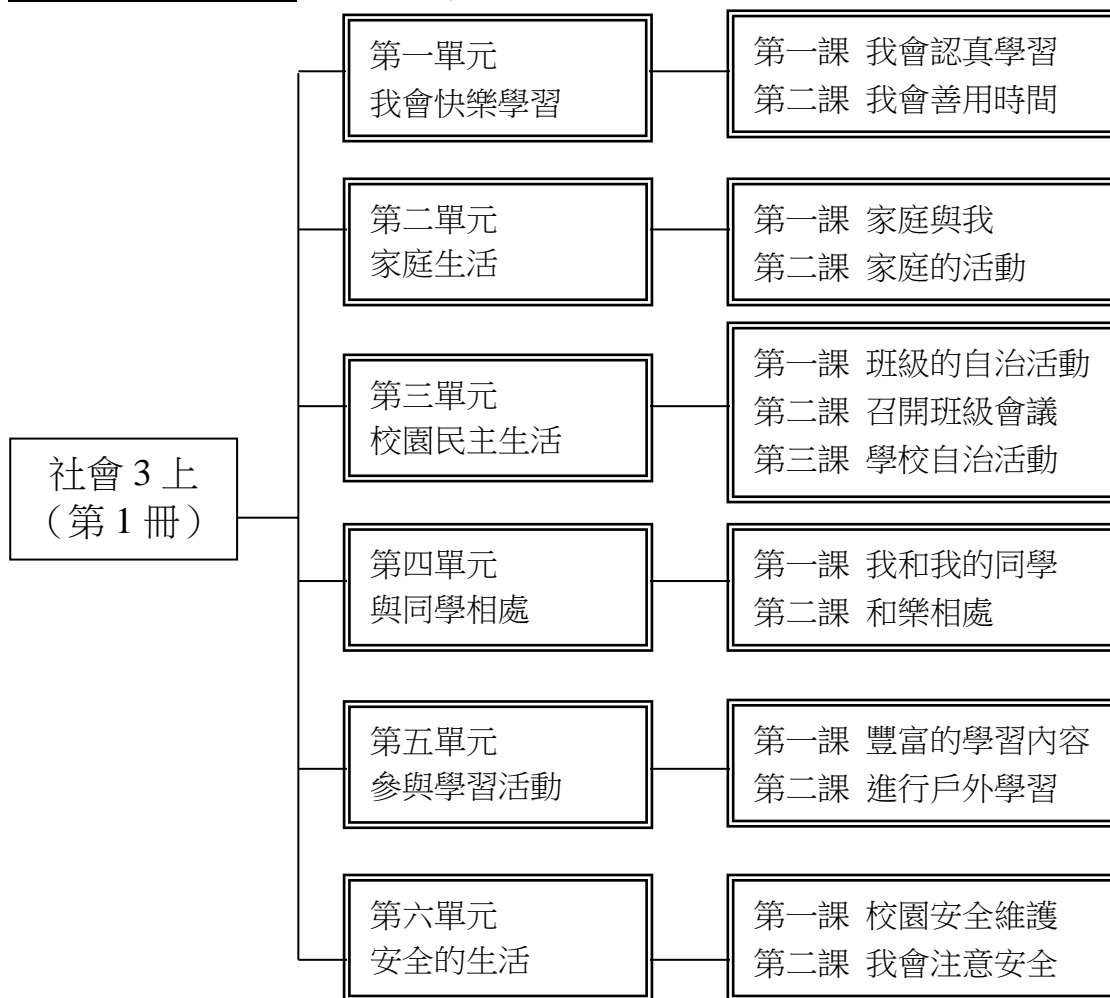 第一單元
我會快樂學習
第一課 我會認真學習
第二課 我會善用時間
第二單元
家庭生活
第一課 家庭與我
第二課 家庭的活動
第三單元
校園民主生活
第一課 班級的自治活動
第二課 召開班級會議
第三課 學校自治活動
社會 3 上
（第 1 冊）
第四單元
與同學相處
第一課 我和我的同學
第二課 和樂相處
第五單元
參與學習活動
第一課 豐富的學習內容
第二課 進行戶外學習
第六單元
安全的生活
第一課 校園安全維護
第二課 我會注意安全